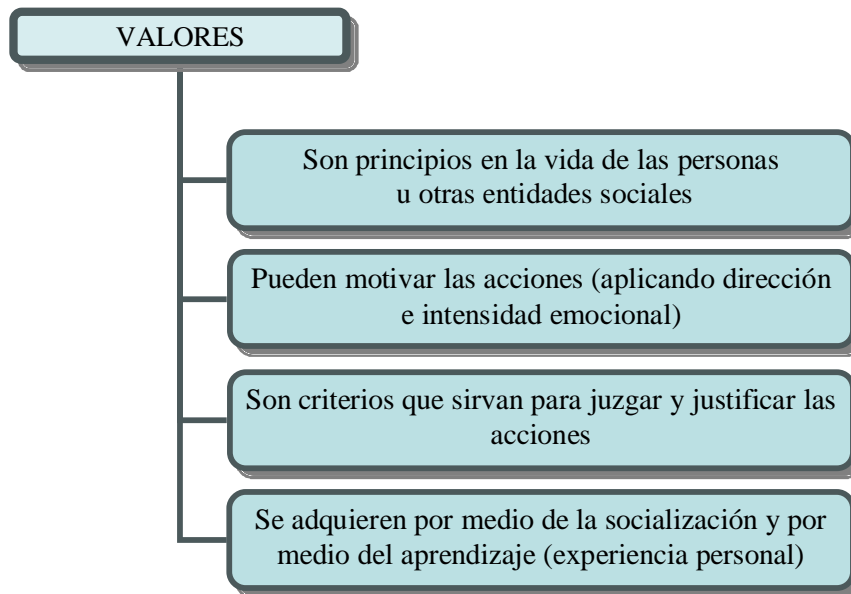 VALORES
Son principios en la vida de las personas
u otras entidades sociales
Pueden motivar las acciones (aplicando dirección
e intensidad emocional)
Son criterios que sirvan para juzgar y justificar las
acciones
Se adquieren por medio de la socialización y por
medio del aprendizaje (experiencia personal)